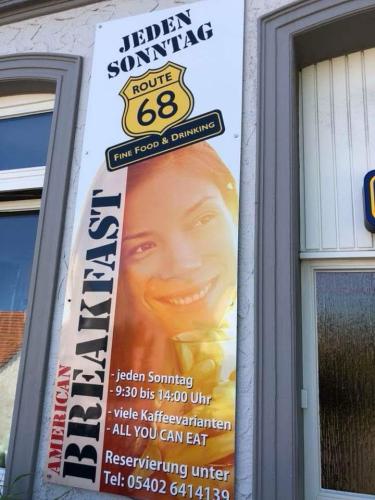 JEDEN
SONNTAG
ROUTE
68
FINE FOOD & DRINKING
AMERICAN
BREAKFAST
- jeden Sonntag
- 9:30 bis 14:00 Uhr
- viele Kaffeevarianten
- ALL YOU CAN EAT
Reservierung unter
Tel: 05402 6414139